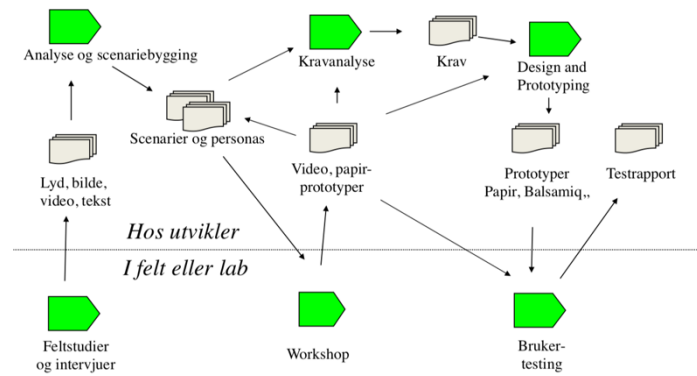 Analyse og scenariebygging
Kravanalyse
Krav
Design and
Prototyping
Scenarier og personas
Lyd, bilde,
video, tekst
Video, papir-
prototyper
Prototyper
Papir, Balsamiq,,
Testrapport
Hos utvikler
I felt eller lab
Feltstudier
og intervjuer
Workshop
Bruker-
testing